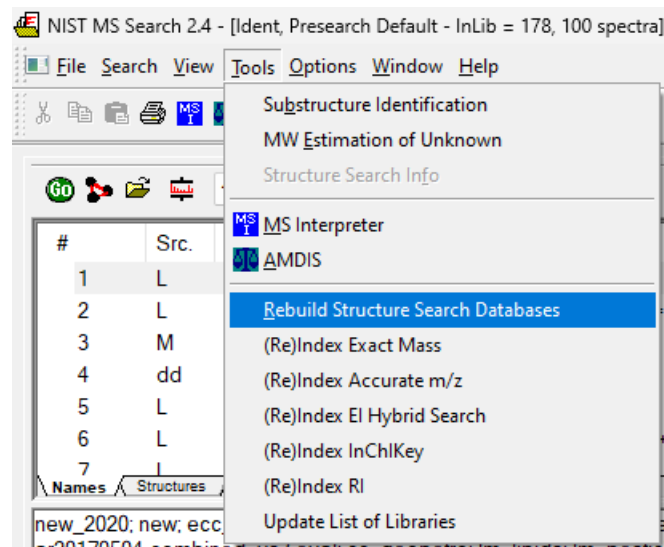 NIST MS Search 2.4 - [Ident, Presearch Default - InLib = 178, 100 spectra]
File Search View Tools Options Window Help
Substructure Identification
MW Estimation of Unknown
Structure Search Info
MS Interpreter
AMDIS
Rebuild Structure Search Databases
(Re)Index Exact Mass
(Re)Index Accurate m/z
(Re)Index EI Hybrid Search
(Re)Index InChIKey
(Re)Index RI
Update List of Libraries
MS I
GO
# Src.
1 L
2 L
3 M
4 dd
5 L
6 L
7 L
Names Structures
new_2020; new; ecc